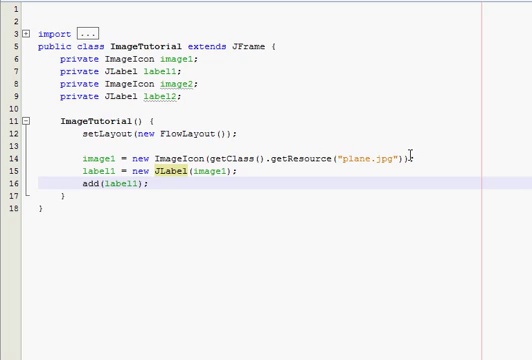 1
2
3 import ...
5 public class ImageTutorial extends JFrame {
6 private ImageIcon image1;
7 private JLabel label1;
8 private ImageIcon image2;
9 private JLabel label2;
10
11 ImageTutorial() {
12 setLayout(new FlowLayout());
13
14 image1 = new ImageIcon(getClass().getResource("plane.jpg"));
15 label1 = new JLabel(image1);
16 add(label1);
17 }
18 }